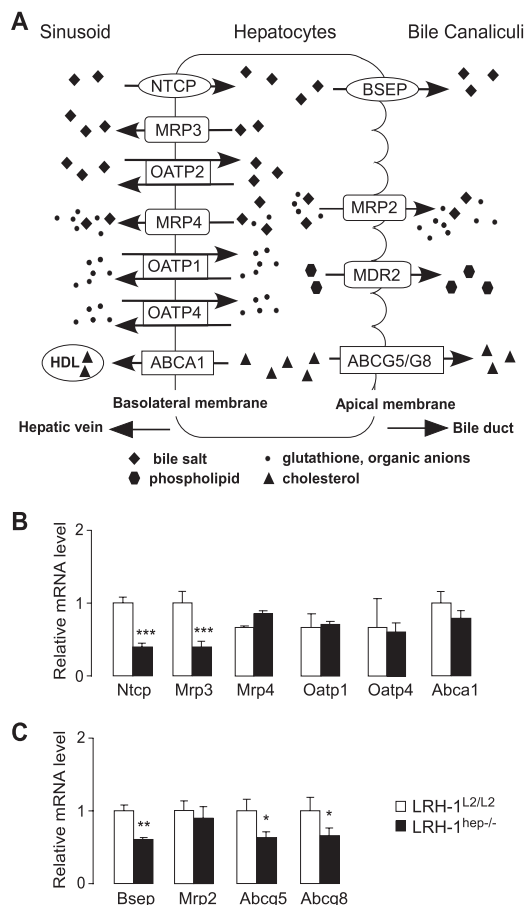 A
Sinusoid Hepatocytes Bile Canaliculi
NTCP BSEP
MRP3
OATP2
MRP4 MRP2
OATP1 MDR2
OATP4
HDL ABCA1 ABCG5/G8
Basolateral membrane Apical membrane
Hepatic vein Bile duct
bile salt glutathione, organic anions
phospholipid cholesterol
B
Relative mRNA level
2
1
0
*** ***
Ntcp Mrp3 Mrp4 Oatp1 Oatp4 Abca1
C
Relative mRNA level
2
1
0
** * *
Bsep Mrp2 Abcg5 Abcg8
LRH-1L2/L2
LRH-1hep-/-